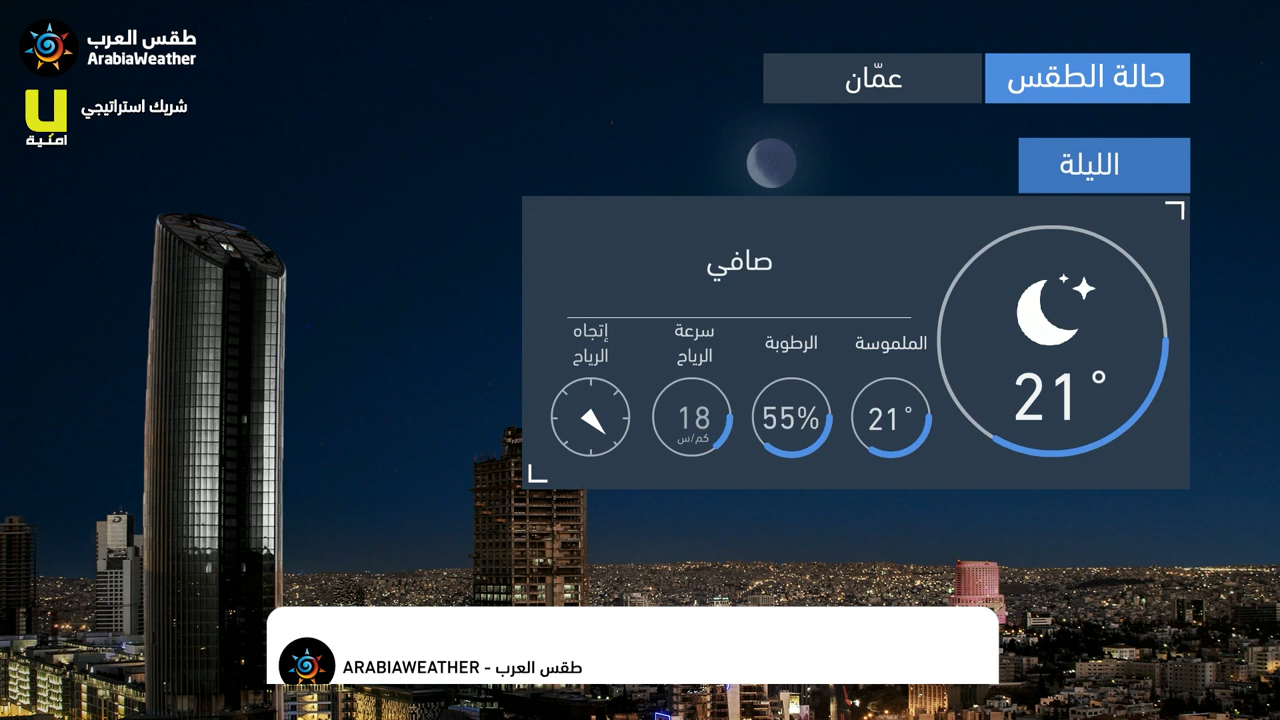 طقس العرب
ArabiaWeather
شريك استراتيجي
امنية
حالة الطقس
عمّان
الليلة
صافي
21°
الملموسة
21°
الرطوبة
55%
سرعة
الرياح
18
كم/س
إتجاه
الرياح
ARABIAWEATHER - طقس العرب